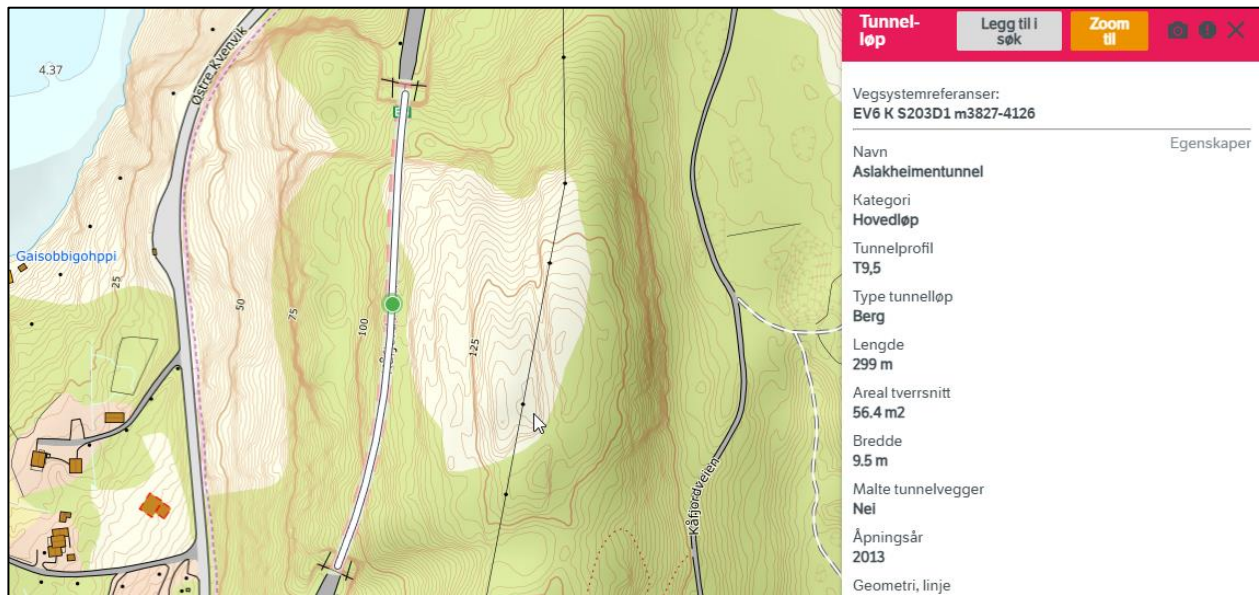 4.37
Østre Kvenvik
Gaisobbigohppi
25
50
75
100
125
Kåfjordveien
Tunnel-
løp
Legg til i
søk
Zoom
til
Vegsystemreferanser:
EV6 K S203D1 m3827-4126
Egenskaper
Navn
Aslakheimentunnel
Kategori
Hovedløp
Tunnelprofil
T9,5
Type tunnelløp
Berg
Lengde
299 m
Areal tverrsnitt
56.4 m2
Bredde
9.5 m
Malte tunnelvegger
Nei
Åpningsår
2013
Geometri, linje